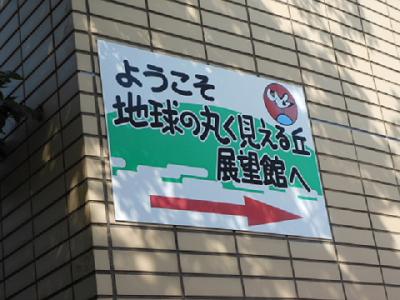 ようこそ
地球の丸く見える丘
展望館へ